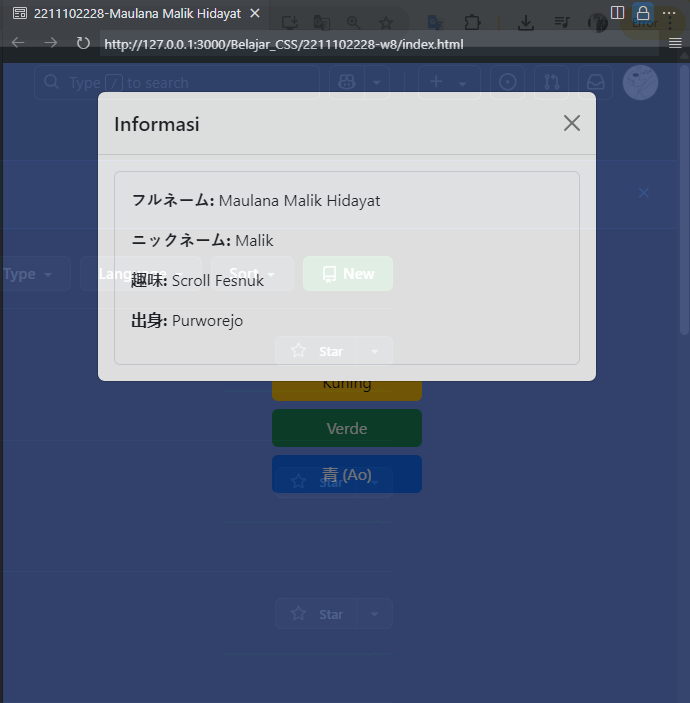 2211102228-Maulana Malik Hidayat
Error
http://127.0.0.1:3000/Belajar_CSS/2211102228-w8/index.html
Type / to search
Informasi
フルネーム: Maulana Malik Hidayat
ニックネーム: Malik
Type
Language
Sort
New
趣味: Scroll Fesnuk
出身: Purworejo
Star
Kuning
Verde
青 (Ao)
Star
Star